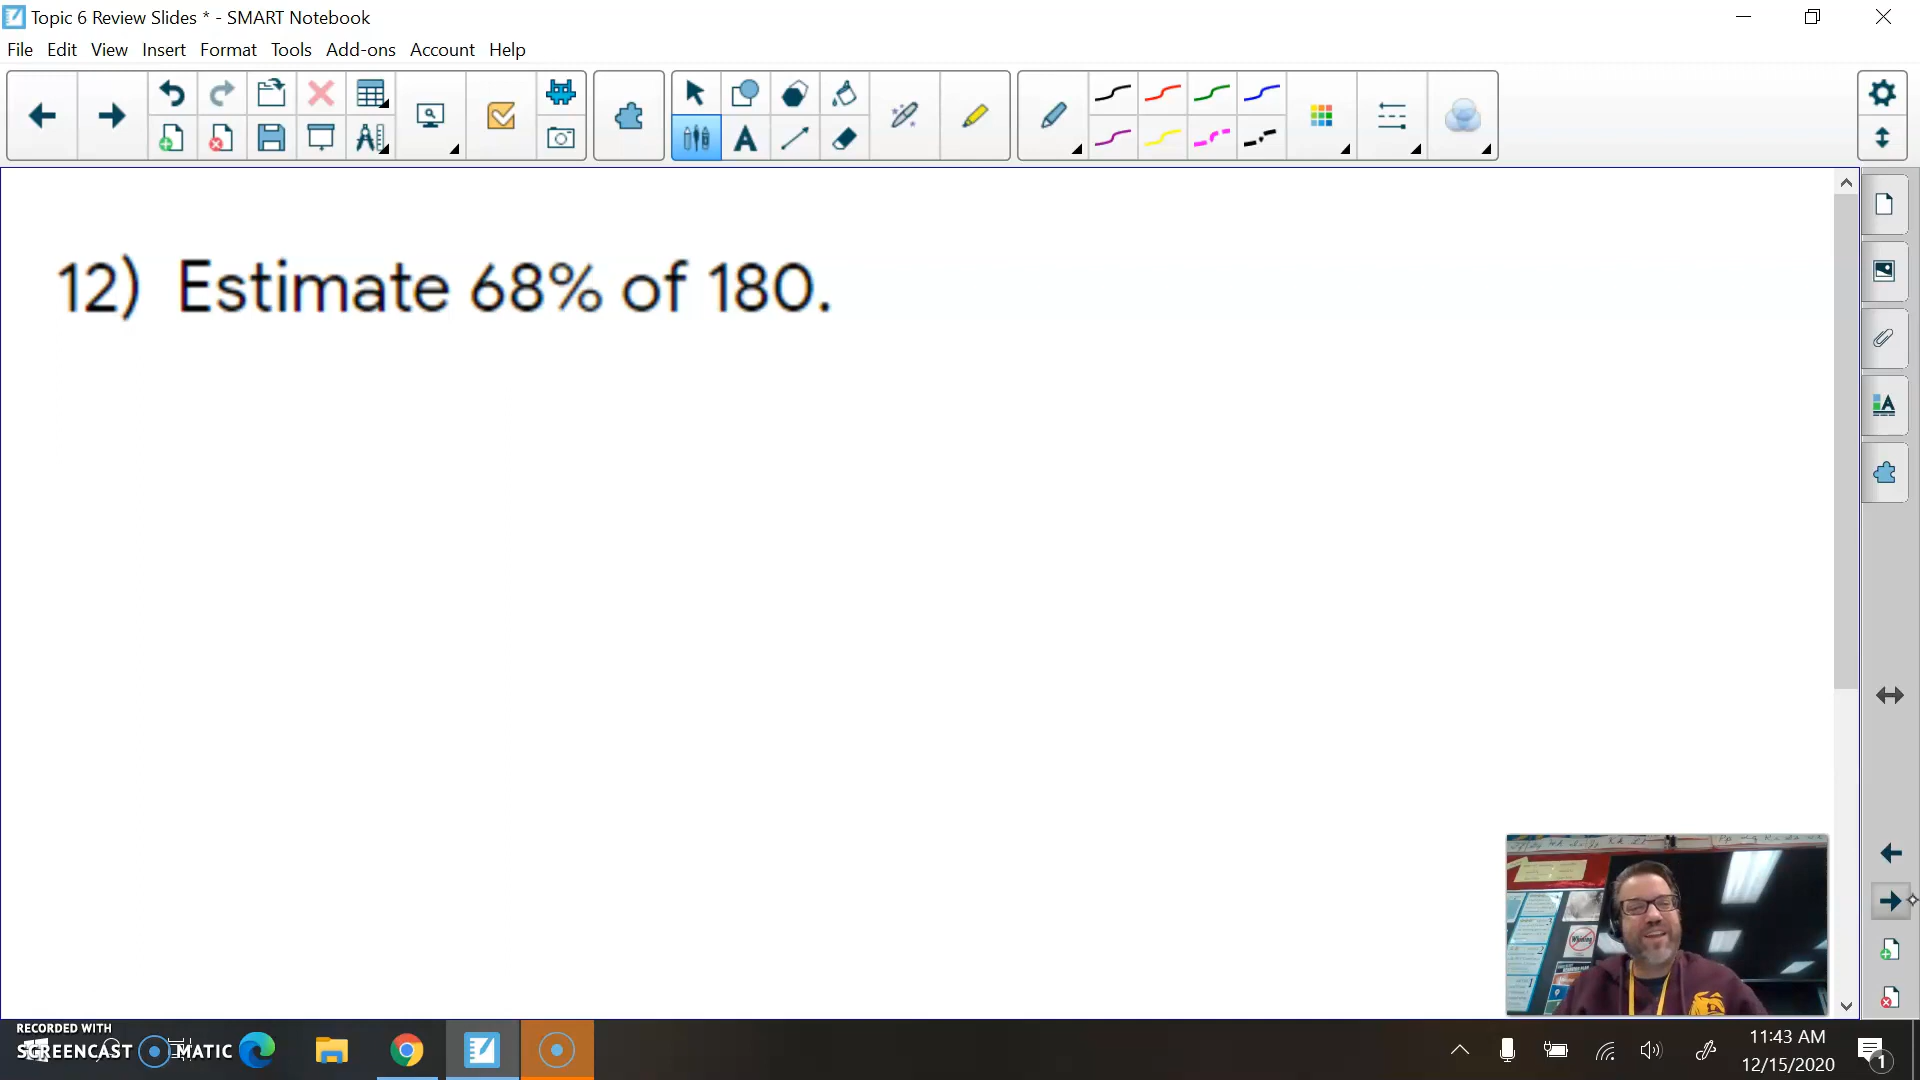 Topic 6 Review Slides * - SMART Notebook
File Edit View Insert Format Tools Add-ons Account Help
12) Estimate 68% of 180.
RECORDED WITH
SCREENCAST MATIC
11:43 AM
12/15/2020
1